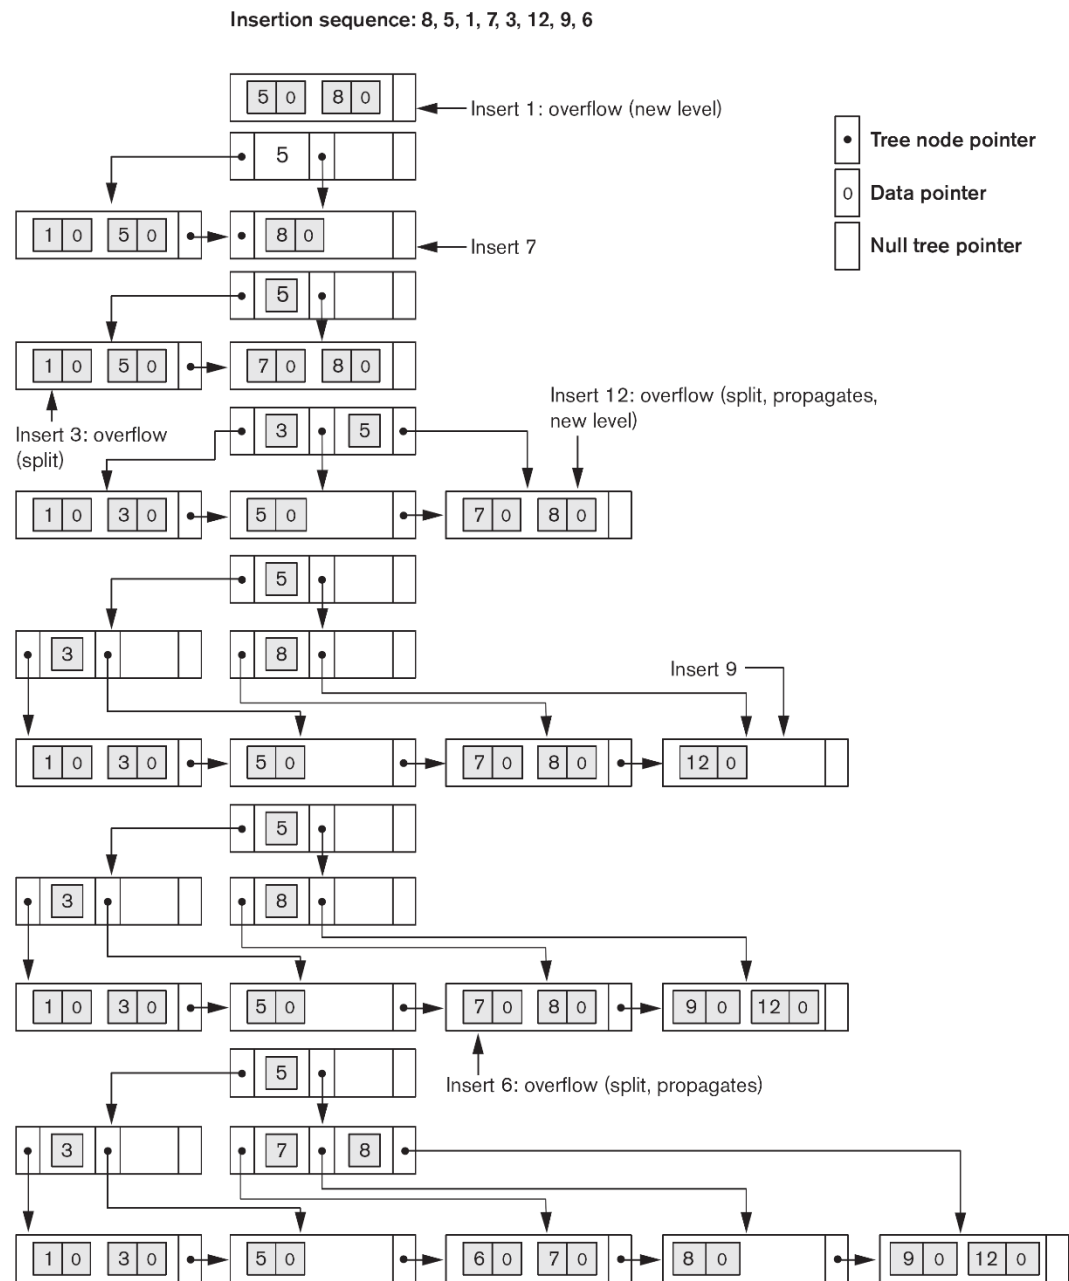 Insertion sequence: 8, 5, 1, 7, 3, 12, 9, 6
5 0 8 0
Insert 1: overflow (new level)
5
1 0 5 0 8 0
Insert 7
Tree node pointer
0 Data pointer
Null tree pointer
5
1 0 5 0 7 0 8 0
Insert 3: overflow
(split)
Insert 12: overflow (split, propagates,
new level)
3 5
1 0 3 0 5 0 7 0 8 0
5
3 8
Insert 9
1 0 3 0 5 0 7 0 8 0 12 0
5
3 8
1 0 3 0 5 0 7 0 8 0 9 0 12 0
Insert 6: overflow (split, propagates)
5
3 7 8
1 0 3 0 5 0 6 0 7 0 8 0 9 0 12 0